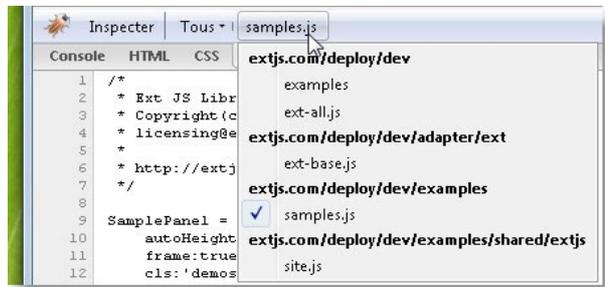 Inspecter Tous samples.js
Console HTML CSS
extjs.com/deploy/dev
examples
ext-all.js
extjs.com/deploy/dev/adapter/ext
ext-base.js
extjs.com/deploy/dev/examples
samples.js
extjs.com/deploy/dev/examples/shared/extjs
site.js
1 /*
2 * Ext JS Libr
3 * Copyright(c
4 * licensing@e
5 *
6 * http://extj
7 */
8
9 SamplePanel =
10 autoHeight
11 frame:true
12 cls:'demos